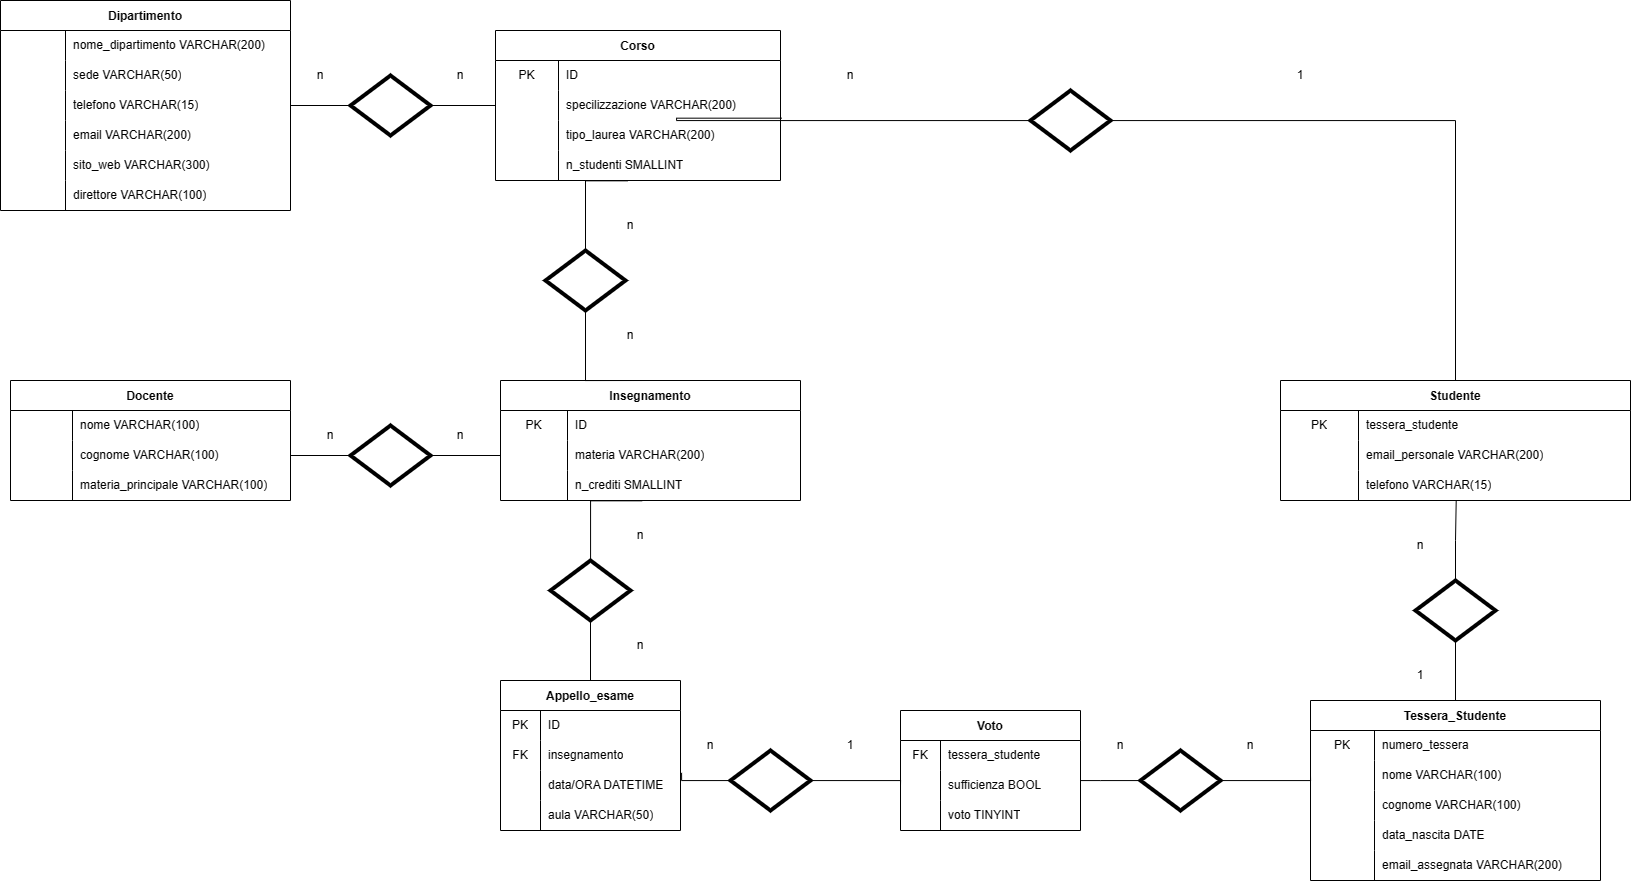 Dipartimento
nome_dipartimento VARCHAR(200)
sede VARCHAR(50)
telefono VARCHAR(15)
email VARCHAR(200)
sito_web VARCHAR(300)
direttore VARCHAR(100)
n
n
Corso
PK ID
specilizzazione VARCHAR(200)
tipo_laurea VARCHAR(200)
n_studenti SMALLINT
n
1
n
n
Docente
nome VARCHAR(100)
cognome VARCHAR(100)
materia_principale VARCHAR(100)
n
n
Insegnamento
PK ID
materia VARCHAR(200)
n_crediti SMALLINT
Studente
PK tessera_studente
email_personale VARCHAR(200)
telefono VARCHAR(15)
n
n
n
1
Appello_esame
PK ID
FK insegnamento
data/ORA DATETIME
aula VARCHAR(50)
n
1
Voto
FK tessera_studente
sufficienza BOOL
voto TINYINT
n
n
Tessera_Studente
PK numero_tessera
nome VARCHAR(100)
cognome VARCHAR(100)
data_nascita DATE
email_assegnata VARCHAR(200)